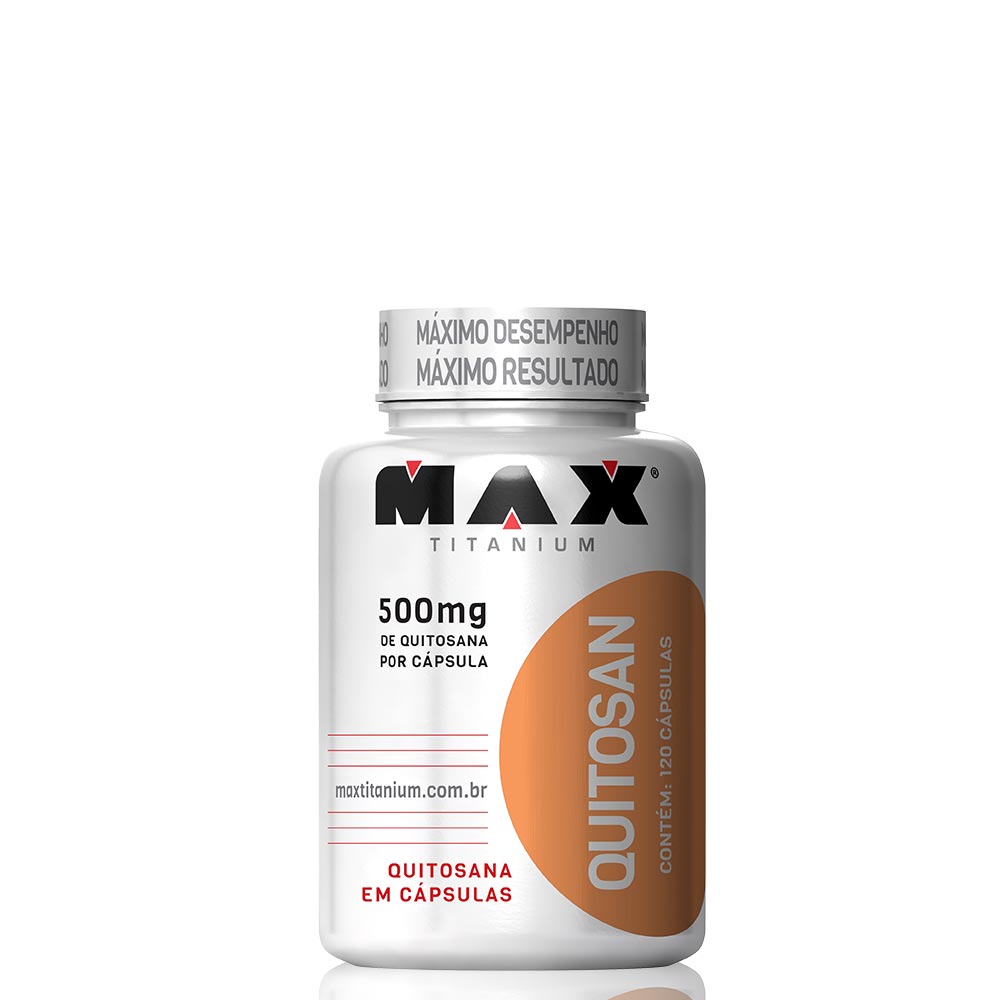 MÁXIMO DESEMPENHO
MÁXIMO RESULTADO
MAX®
TITANIUM
500mg
DE QUITOSANA
POR CÁPSULA
maxtitanium.com.br
QUITOSANA
EM CÁPSULAS
QUITOSAN
CONTÉM: 120 CÁPSULAS